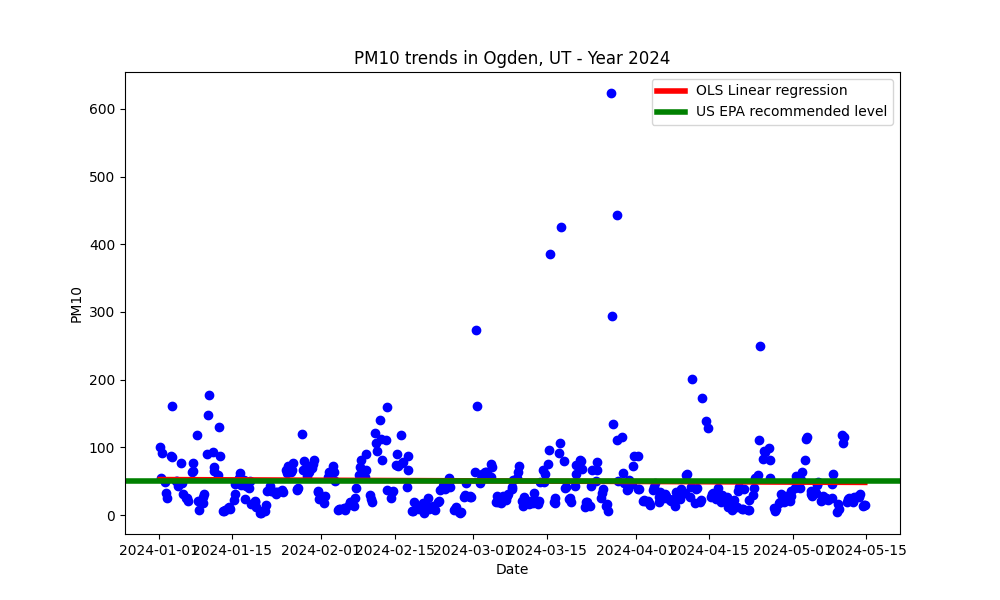 PM10 trends in Ogden, UT - Year 2024
OLS Linear regression
US EPA recommended level
PM10
600
500
400
300
200
100
0
2024-01-01 2024-01-15 2024-02-01 2024-02-15 2024-03-01 2024-03-15 2024-04-01 2024-04-15 2024-05-01 2024-05-15
Date